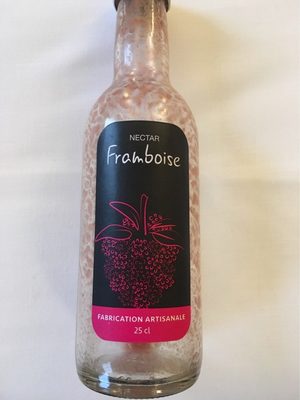 NECTAR
Framboise
FABRICATION ARTISANALE
25 cl